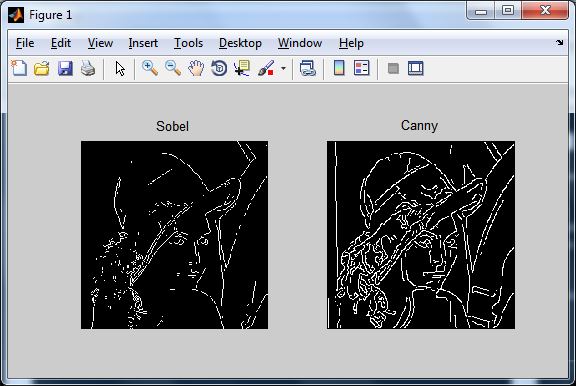 Figure 1
File Edit View Insert Tools Desktop Window Help
Sobel Canny